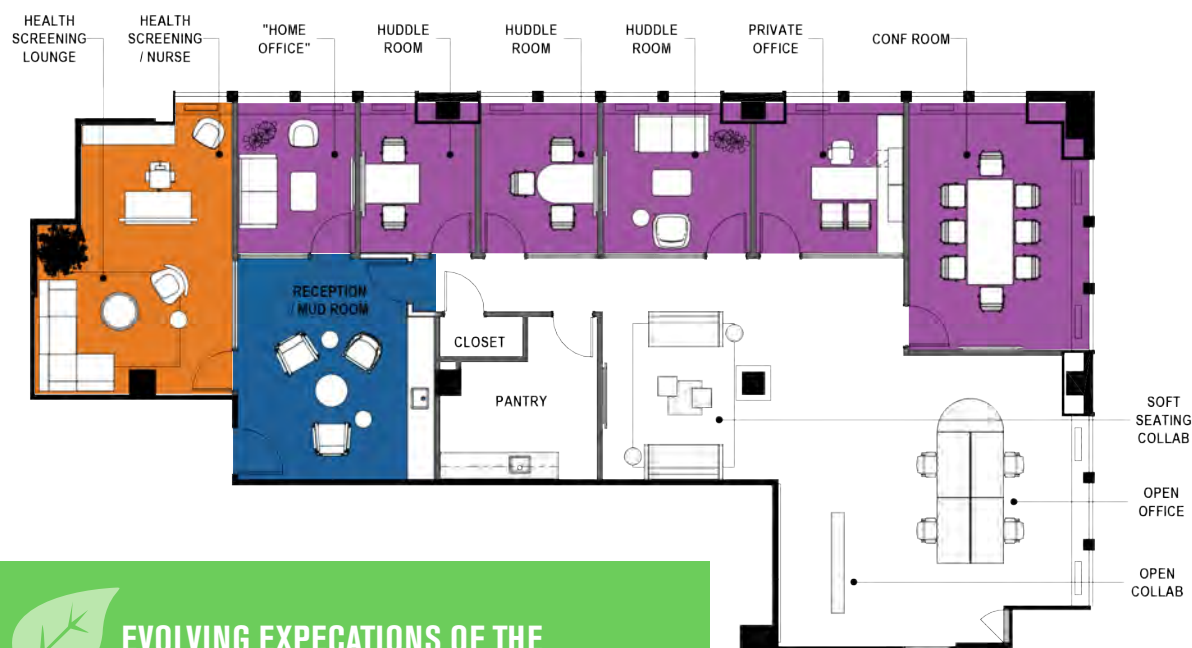 HEALTH
SCREENING
LOUNGE
HEALTH
SCREENING
/ NURSE
"HOME
OFFICE"
HUDDLE
ROOM
HUDDLE
ROOM
HUDDLE
ROOM
PRIVATE
OFFICE
CONF ROOM
RECEPTION
/ MUD ROOM
CLOSET
PANTRY
SOFT
SEATING
COLLAB
OPEN
OFFICE
OPEN
COLLAB
EVOLVING EXPECATIONS OF THE